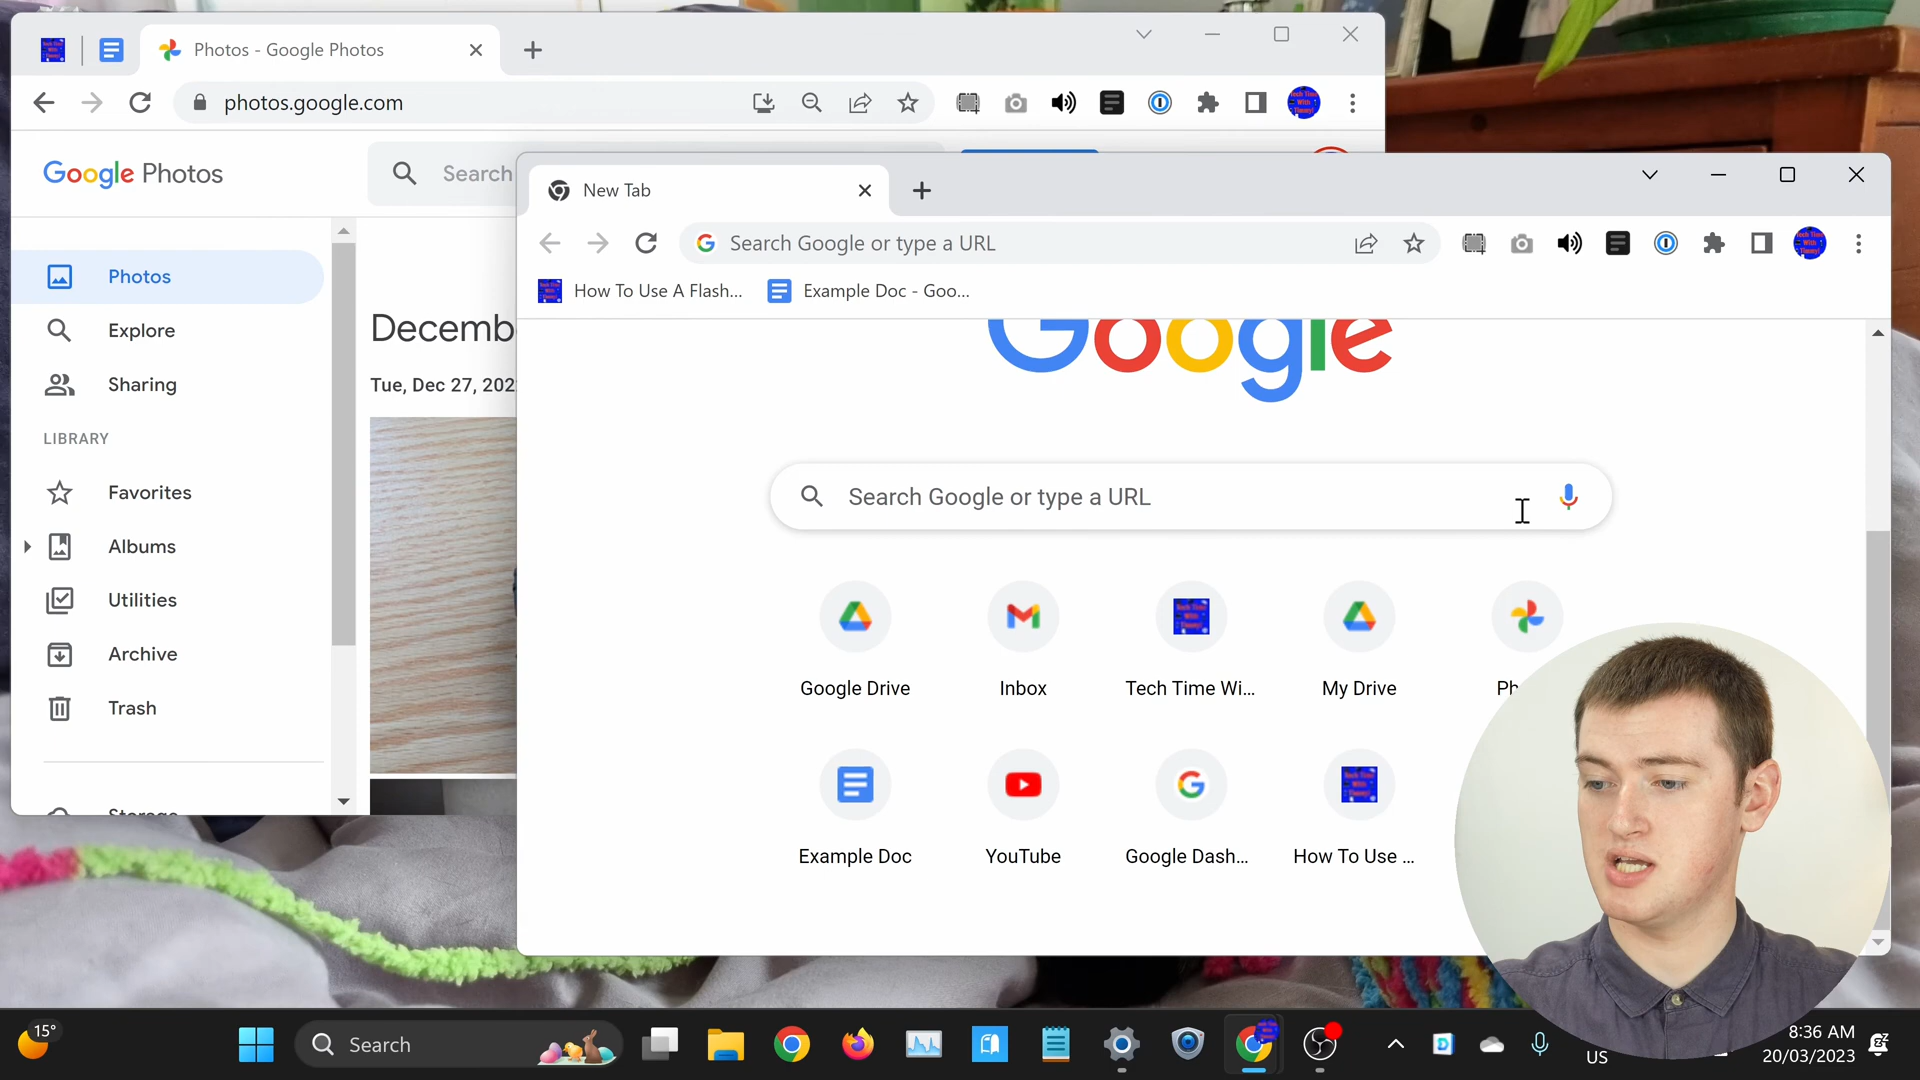 Photos - Google Photos
photos.google.com
Google Photos
Search
Photos
Explore
Sharing
LIBRARY
Favorites
Albums
Utilities
Archive
Trash
Tue, Dec 27,
New Tab
Search Google or type a URL
How To Use A Flash...
Example Doc - Goo...
Google
Search Google or type a URL
Google Drive
Inbox
Tech Time Wi...
My Drive
Example Doc
YouTube
Google Dash...
How To Use ...
15°
Search
US
8:36 AM
20/03/2023